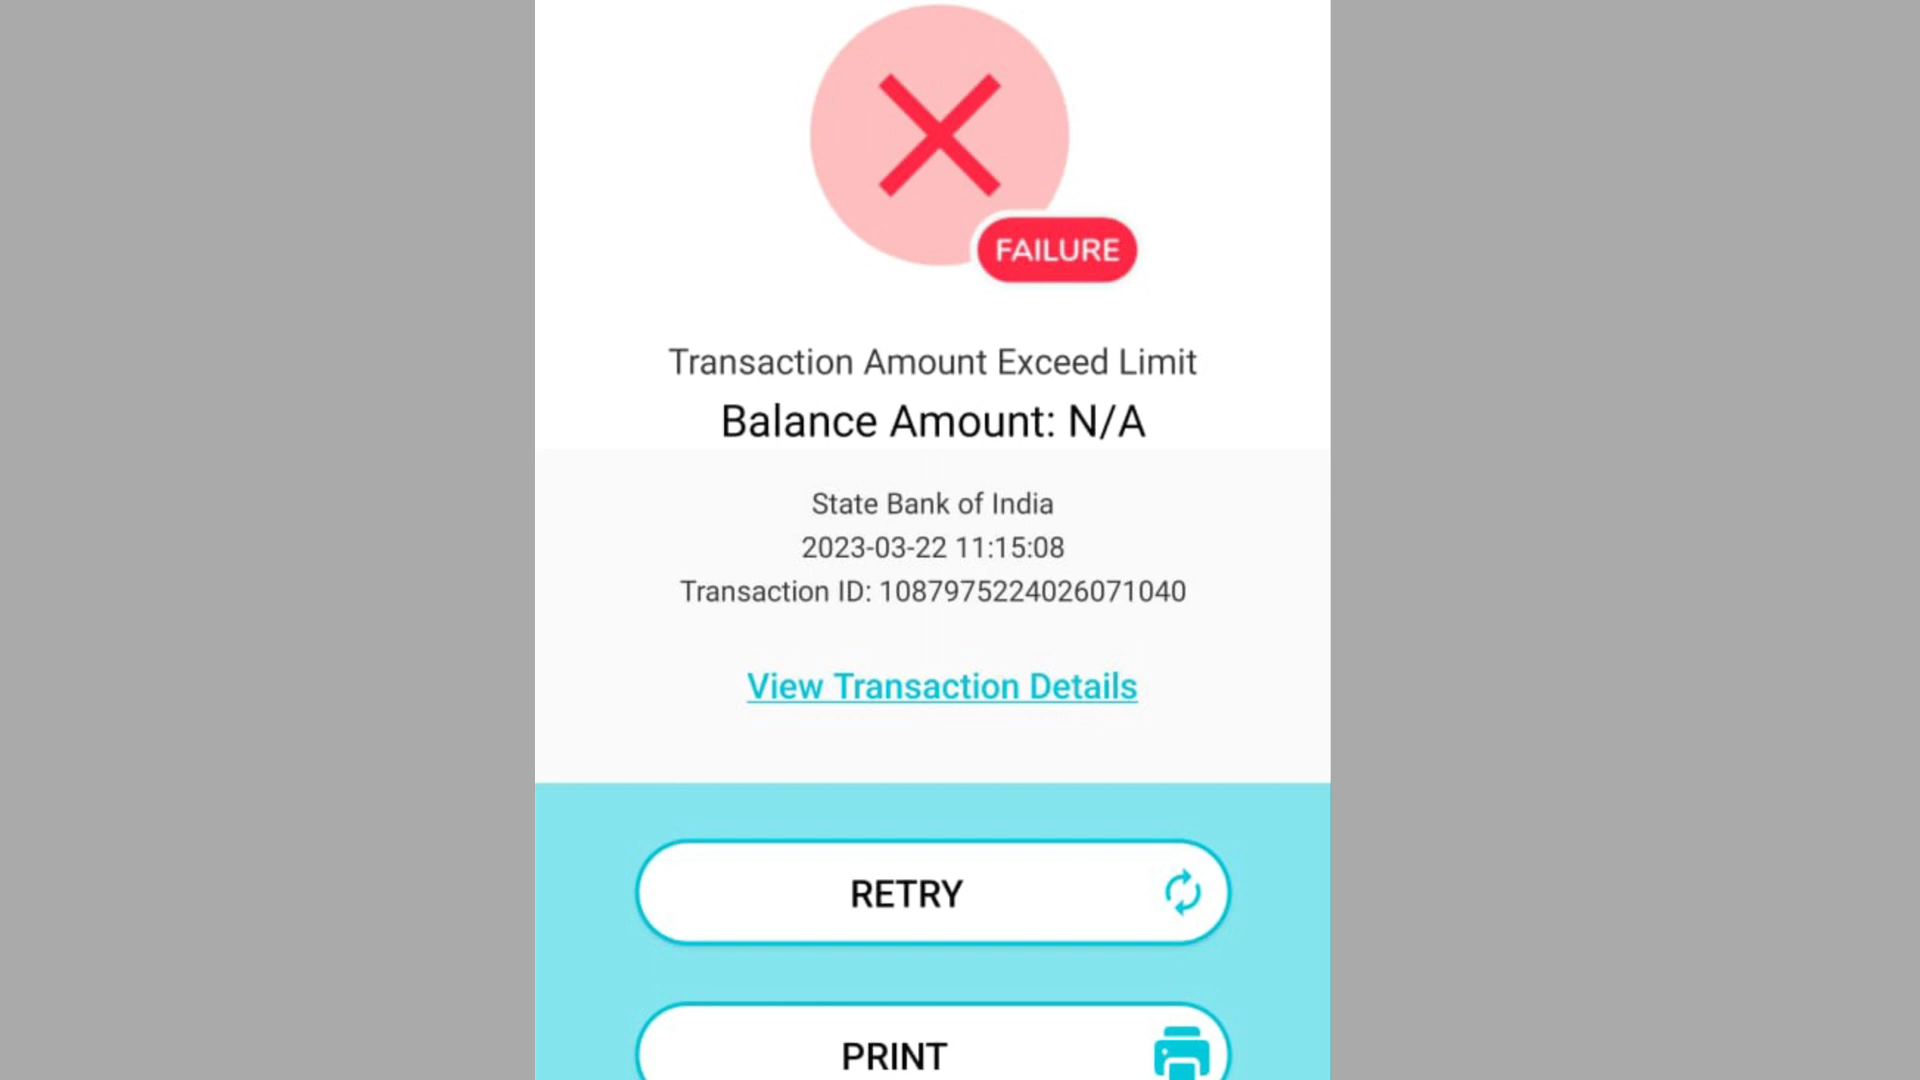 FAILURE
Transaction Amount Exceed Limit
Balance Amount: N/A
State Bank of India
2023-03-22 11:15:08
Transaction ID: 1087975224026071040
View Transaction Details
RETRY
PRINT